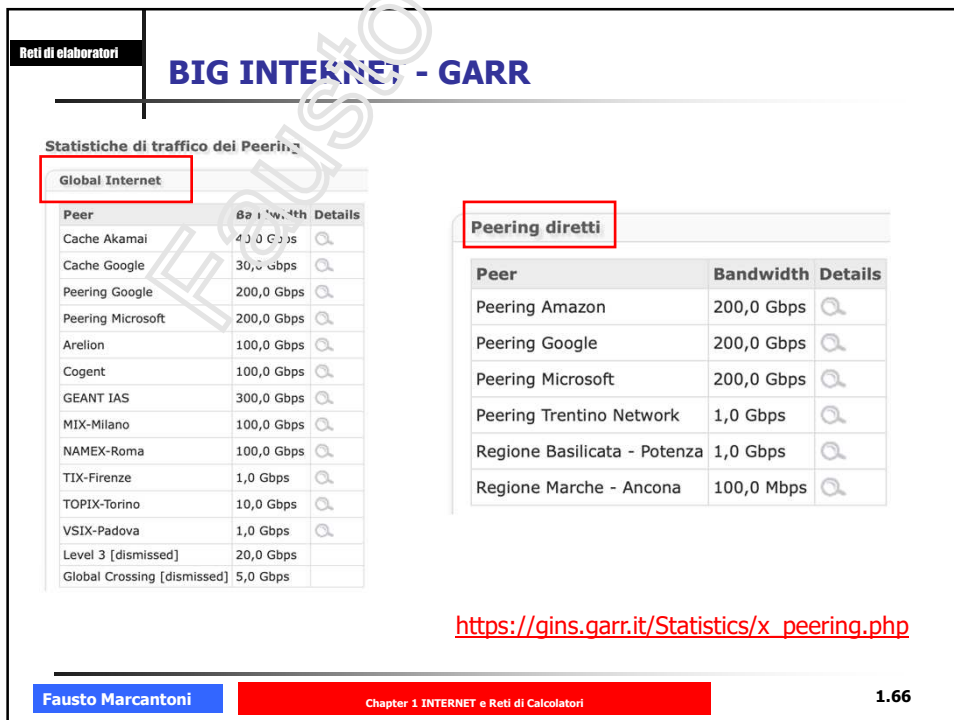 Reti di elaboratori
BIG INTERNET - GARR
Statistiche di traffico dei Peering
Global Internet
Peer Bandwidth Details
Cache Akamai 40,0 Gbps
Cache Google 30,0 Gbps
Peering Google 200,0 Gbps
Peering Microsoft 200,0 Gbps
Arelion 100,0 Gbps
Cogent 100,0 Gbps
GEANT IAS 300,0 Gbps
MIX-Milano 100,0 Gbps
NAMEX-Roma 100,0 Gbps
TIX-Firenze 1,0 Gbps
TOPIX-Torino 10,0 Gbps
VSIX-Padova 1,0 Gbps
Level 3 [dismissed] 20,0 Gbps
Global Crossing [dismissed] 5,0 Gbps
Peering diretti
Peer Bandwidth Details
Peering Amazon 200,0 Gbps
Peering Google 200,0 Gbps
Peering Microsoft 200,0 Gbps
Peering Trentino Network 1,0 Gbps
Regione Basilicata - Potenza 1,0 Gbps
Regione Marche - Ancona 100,0 Mbps
https://gins.garr.it/Statistics/x_peering.php
Fausto
Fausto Marcantoni
Chapter 1 INTERNET e Reti di Calcolatori
1.66